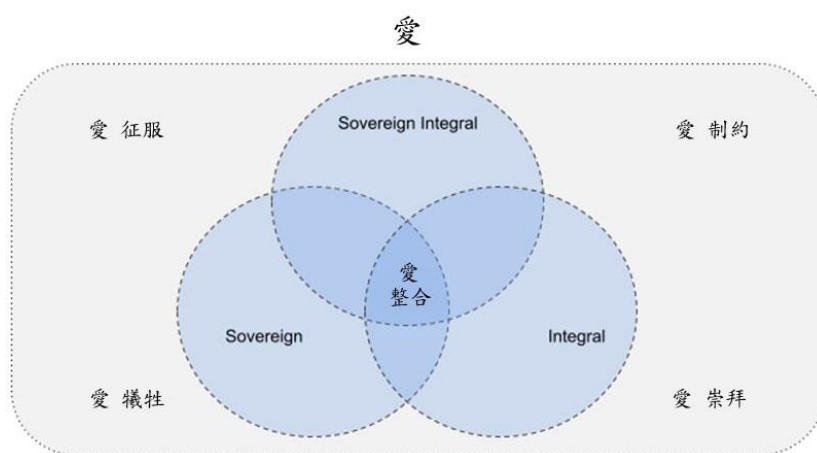 愛
愛 征服
Sovereign Integral
愛 制約
愛
整合
Sovereign
Integral
愛 犠牲
愛 崇拜